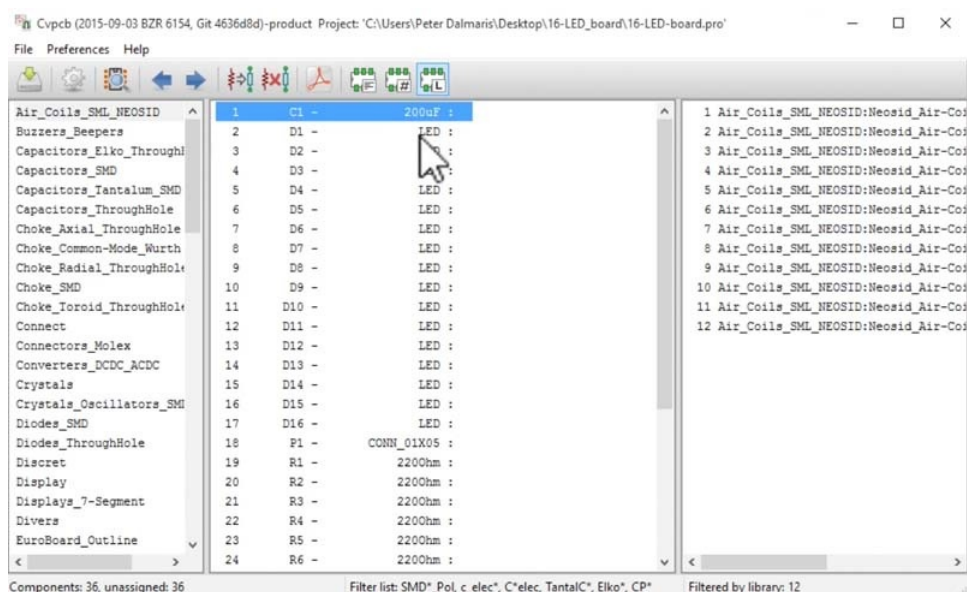 Cvpcb (2015-09-03 BZR 6154, Git 4636d8d)-product Project: 'C:\Users\Peter Dalmaris\Desktop\16-LED_board\16-LED-board.pro'
File Preferences Help
Air_Coils_SML_NEOSID
Buzzers_Beepers
Capacitors_Elko_Through
Capacitors_SMD
Capacitors_Tantalum_SMD
Capacitors_ThroughHole
Choke_Axial_ThroughHole
Choke_Common-Mode_Wurth
Choke_Radial_ThroughHole
Choke_SMD
Choke_Toroid_ThroughHole
Connect
Connectors_Molex
Converters_DCDC_ACDC
Crystals
Crystals_Oscillators_SM
Diodes_SMD
Diodes_ThroughHole
Discret
Display
Displays_7-Segment
Divers
EuroBoard_Outline
1 C1 - 200uF :
2 D1 - LED :
3 D2 - :
4 D3 - :
5 D4 - LED :
6 D5 - LED :
7 D6 - LED :
8 D7 - LED :
9 D8 - LED :
10 D9 - LED :
11 D10 - LED :
12 D11 - LED :
13 D12 - LED :
14 D13 - LED :
15 D14 - LED :
16 D15 - LED :
17 D16 - LED :
18 P1 - CONN_01X05 :
19 R1 - 220Ohm :
20 R2 - 220Ohm :
21 R3 - 220Ohm :
22 R4 - 220Ohm :
23 R5 - 220Ohm :
24 R6 - 220Ohm :
1 Air_Coils_SML_NEOSID:Neosid_Air-Coi
2 Air_Coils_SML_NEOSID:Neosid_Air-Coi
3 Air_Coils_SML_NEOSID:Neosid_Air-Coi
4 Air_Coils_SML_NEOSID:Neosid_Air-Coi
5 Air_Coils_SML_NEOSID:Neosid_Air-Coi
6 Air_Coils_SML_NEOSID:Neosid_Air-Coi
7 Air_Coils_SML_NEOSID:Neosid_Air-Coi
8 Air_Coils_SML_NEOSID:Neosid_Air-Coi
9 Air_Coils_SML_NEOSID:Neosid_Air-Coi
10 Air_Coils_SML_NEOSID:Neosid_Air-Coi
11 Air_Coils_SML_NEOSID:Neosid_Air-Coi
12 Air_Coils_SML_NEOSID:Neosid_Air-Coi
Components: 36, unassigned: 36
Filter list: SMD*_Pol, c_elec*, C*elec, TantalC*, Elko*, CP*
Filtered by library: 12